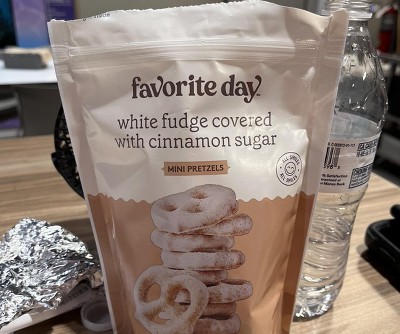 favorite day.
white fudge covered
with cinnamon sugar
MINI PRETZELS